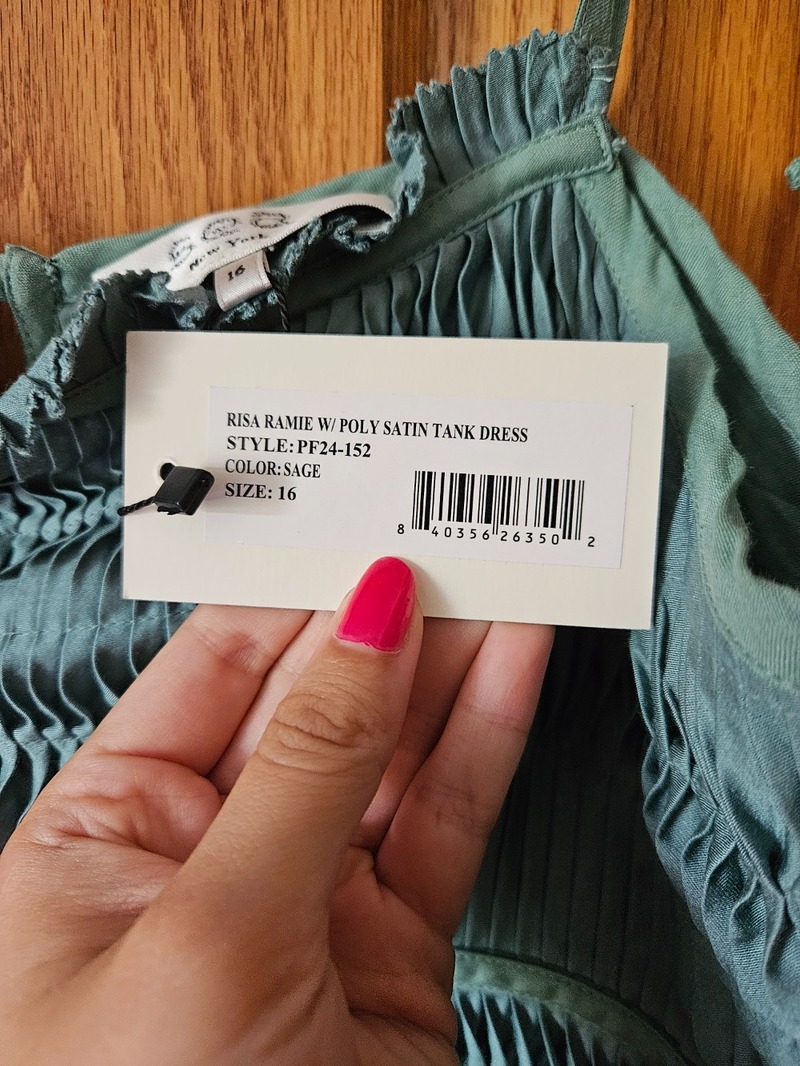 New York
16
RISA RAMIE W/ POLY SATIN TANK DRESS
STYLE: PF24-152
COLOR: SAGE
SIZE: 16
8 40356 26350 2